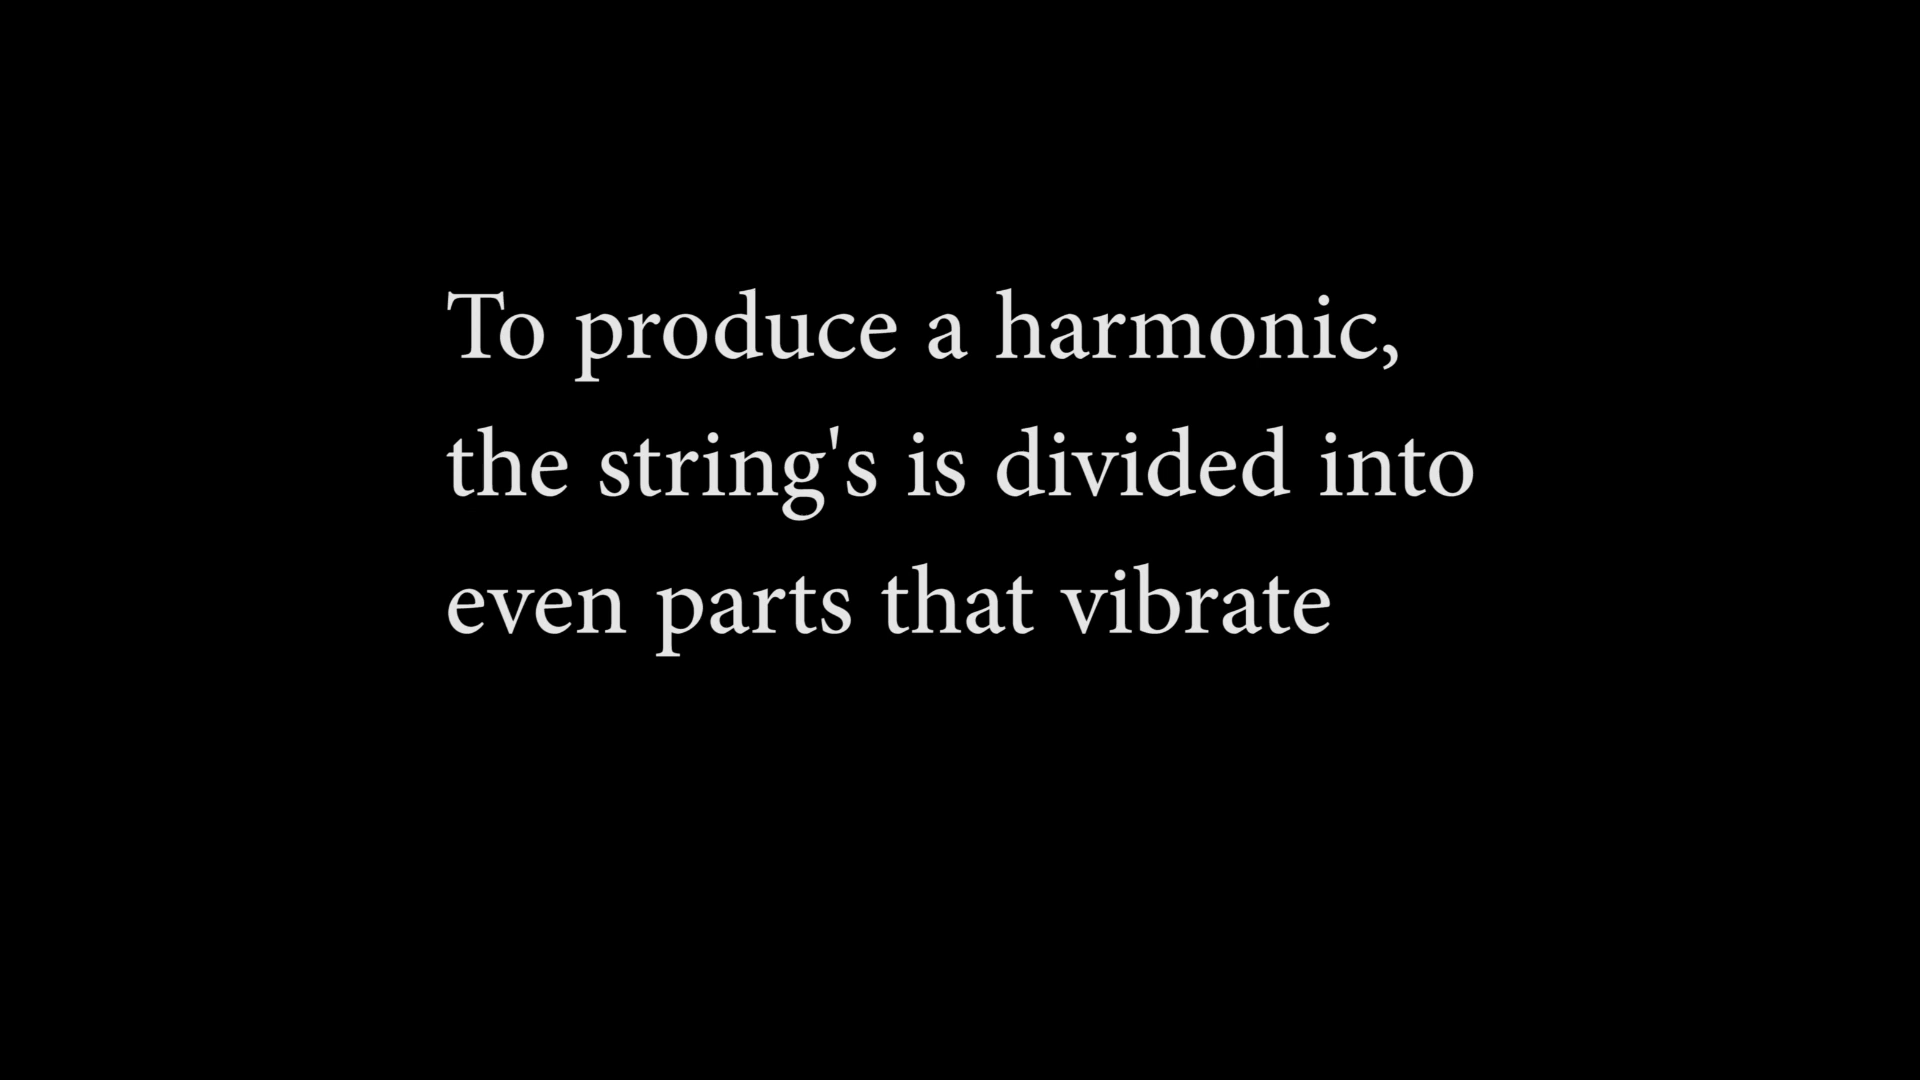 To produce a harmonic,
the string's is divided into
even parts that vibrate